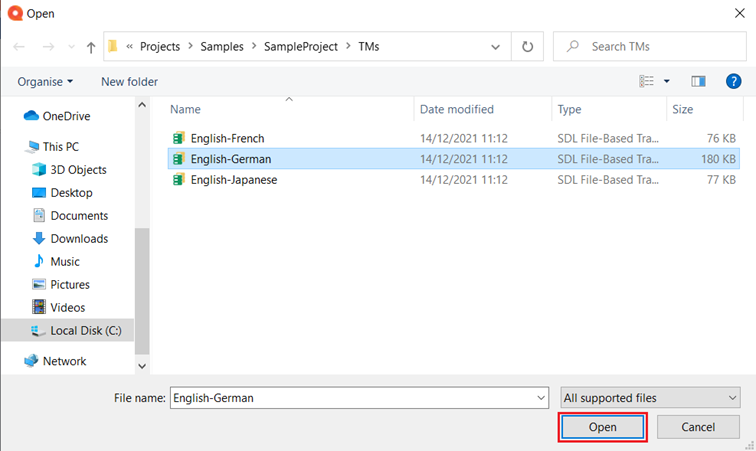 Open
« Projects > Samples > SampleProject > TMs
Search TMs
Organise New folder
?
Name Date modified Type Size
OneDrive
This PC
3D Objects
Desktop
Documents
Downloads
Music
Pictures
Videos
Local Disk (C:)
Network
English-French 14/12/2021 11:12 SDL File-Based Tra... 76 KB
English-German 14/12/2021 11:12 SDL File-Based Tra... 180 KB
English-Japanese 14/12/2021 11:12 SDL File-Based Tra... 77 KB
File name: English-German All supported files
Open Cancel